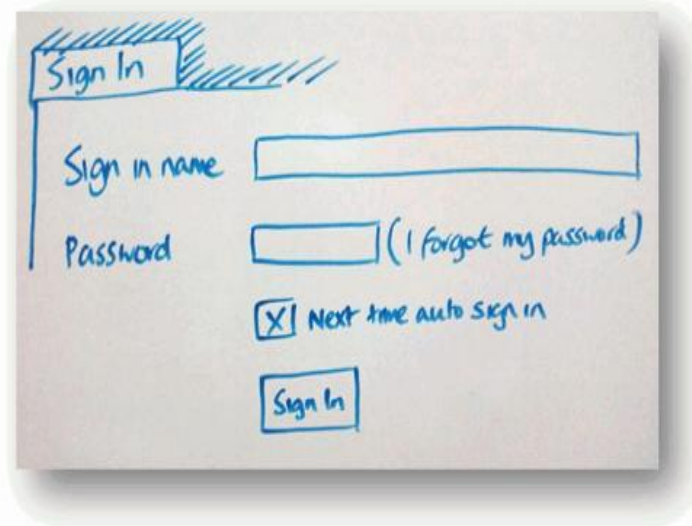 Sign In
Sign in name
Password (I forgot my password)
X Next time auto sign in
Sign In